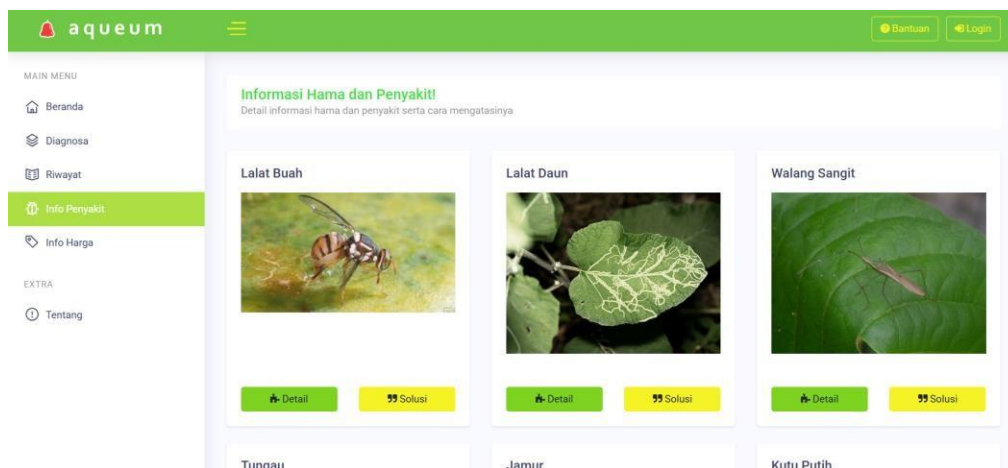 aqueum
Bantuan
Login
MAIN MENU
Beranda
Diagnosa
Riwayat
Info Penyakit
Info Harga
EXTRA
Tentang
Informasi Hama dan Penyakit!
Detail informasi hama dan penyakit serta cara mengatasinya
Lalat Buah
Detail
Solusi
Lalat Daun
Detail
Solusi
Walang Sangit
Detail
Solusi
Tungau
Jamur
Kutu Putih